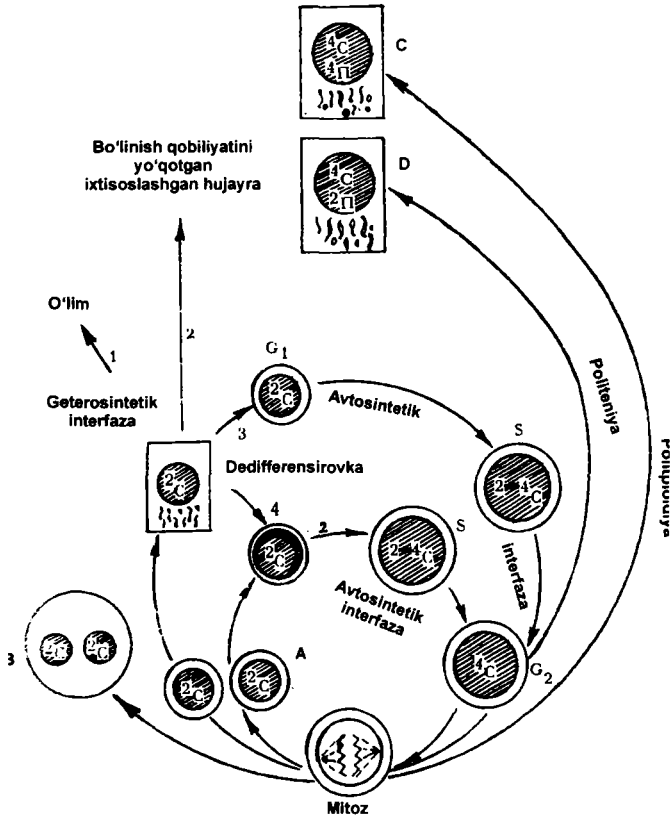 4C
4П
C
Bo'linish qobiliyatini
yo'qotgan
ixtisoslashgan hujayra
4C
2П
D
2
O'lim
1
G1
2C
Avtosintetik
Geterosintetik
interfaza
3
Politeniya
Poliploidiya
S
2 4C
2C
Dedifferensirovka
4
2
2C
S
2 4C
interfaza
Avtosintetik
interfaza
2C
2C
A
2C
2C
4C
G2
Mitoz